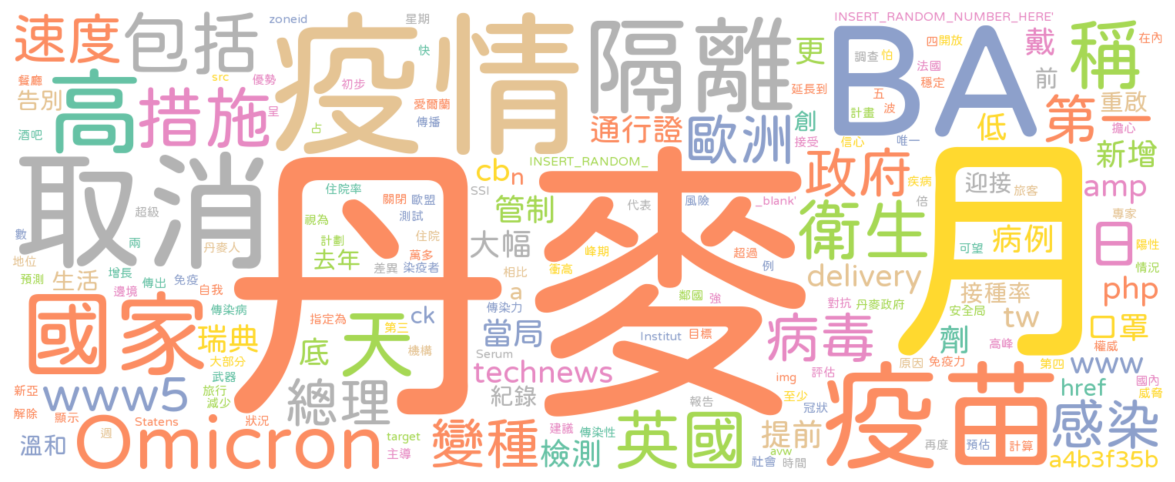 zoneid
星期
INSERT_RANDOM_NUMBER_HERE'
速度
包括
疫情
隔離
快
更
BA
調查
怕
四
開放
戴
稱
在內
餐廳
src
優勢
高
初步
愛爾蘭
法國
穩定
前
告別
措施
呈
延長到
五
波
第一
重啟
酒吧
占
傳播
通行證
歐洲
創
計畫
接受
信心
唯一
低
擔心
取消
INSERT_RANDOM_
cbn
SSI
丹麥
政府
疾病
月
新增
住院率
關閉
歐盟
測試
_blank'
風險
代表
迎接
旅客
amp
超級
視為
管制
衛生
倍
專家
數
兩
丹麥人
計劃
住院
萬多
去年
大幅
峰期
超過
可望
病例
日
陽性
地位
差異
染疫者
相比
衝高
例
情況
預測
生活
增長
傳出
免疫
a
delivery
接種率
php
邊境
自我
鄰國
強
對抗
丹麥政府
安全局
tw
國家
傳染病
傳染力
ck
當局
Institut
目標
病毒
劑
高峰
口罩
權威
瑞典
指定為
第三
底
天
機構
Serum
technews
img
評估
原因
免疫力
第四
www
大部分
武器
新亞
www5
旅行
減少
總理
紀錄
報告
至少
冠狀
疫苗
href
國內
威脅
解除
顯示
Statens
狀況
Omicron
target
主導
變種
建議
傳染性
檢測
英國
提前
感染
溫和
週
avw
社會
時間
再度
預估
計算
a4b3f35b